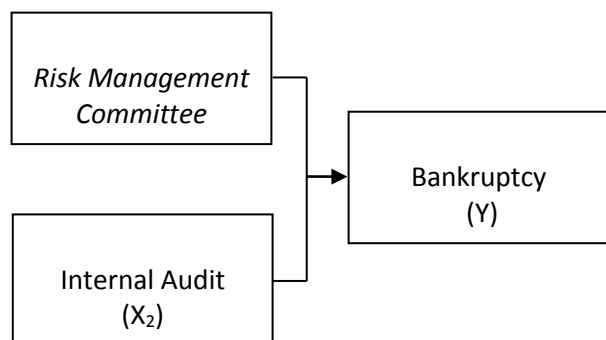 Risk Management
Committee
Bankruptcy
(Y)
Internal Audit
(X₂)